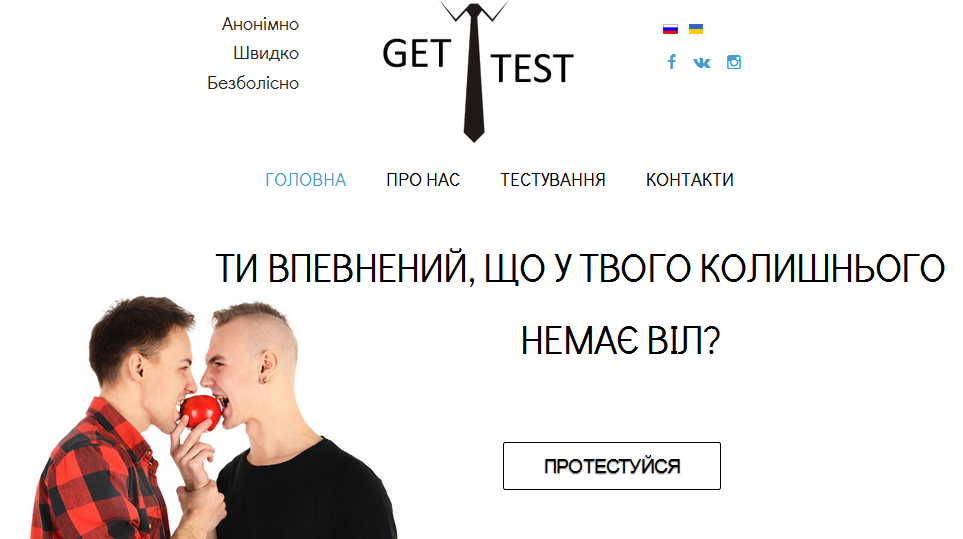 Анонімно
Швидко
Безболісно
GET TEST
ГОЛОВНА ПРО НАС ТЕСТУВАННЯ КОНТАКТИ
ТИ ВПЕВНЕНИЙ, ЩО У ТВОГО КОЛИШНЬОГО
НЕМАЄ ВІЛ?
ПРОТЕСТУЙСЯ